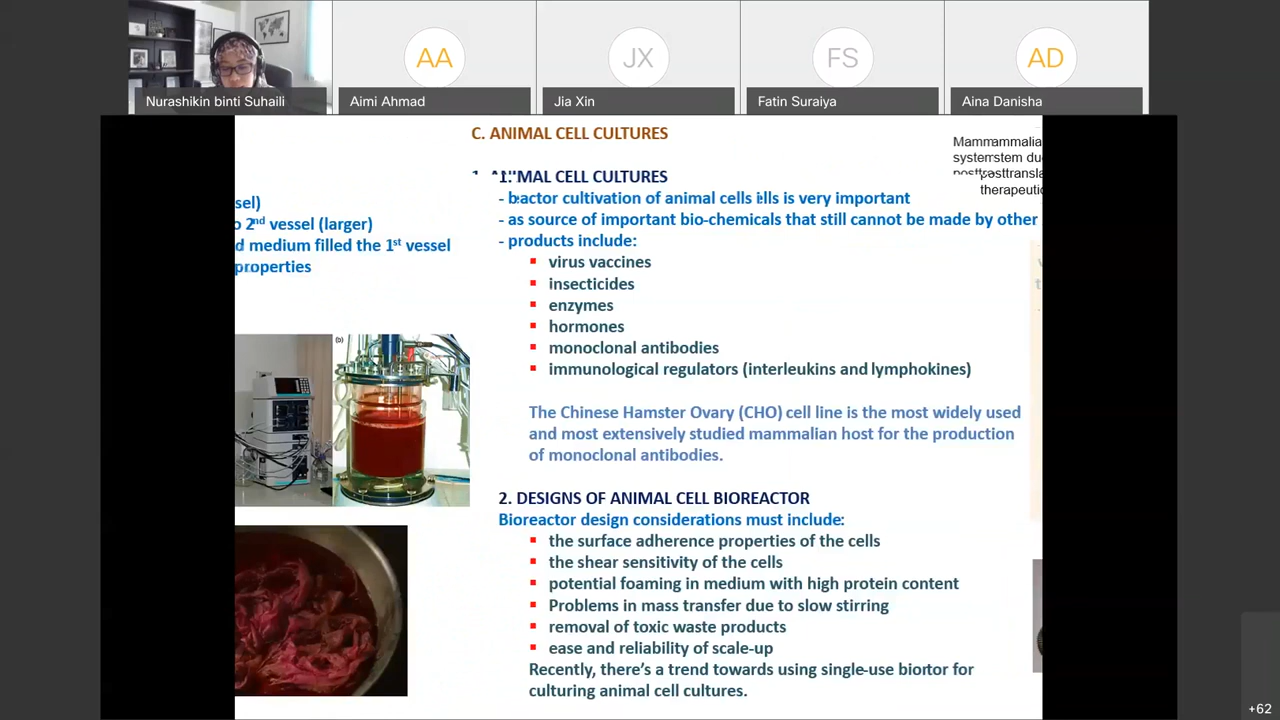 AA
JX
FS
AD
Nurashikin binti Suhaili
Aimi Ahmad
Jia Xin
Fatin Suraiya
Aina Danisha
C. ANIMAL CELL CULTURES
ANIMAL CELL CULTURES
cultivation of animal cells is very important
- as source of important bio-chemicals that still cannot be made by other
- products include:
virus vaccines
insecticides
enzymes
hormones
monoclonal antibodies
immunological regulators (interleukins and lymphokines)
The Chinese Hamster Ovary (CHO) cell line is the most widely used
and most extensively studied mammalian host for the production
of monoclonal antibodies.
2. DESIGNS OF ANIMAL CELL BIOREACTOR
Bioreactor design considerations must include:
the surface adherence properties of the cells
the shear sensitivity of the cells
potential foaming in medium with high protein content
Problems in mass transfer due to slow stirring
removal of toxic waste products
ease and reliability of scale-up
Recently, there's a trend towards using single-use for
culturing animal cell cultures.
sel)
o 2nd vessel (larger)
d medium filled the 1st vessel
properties
(b)
therapeutic
+62